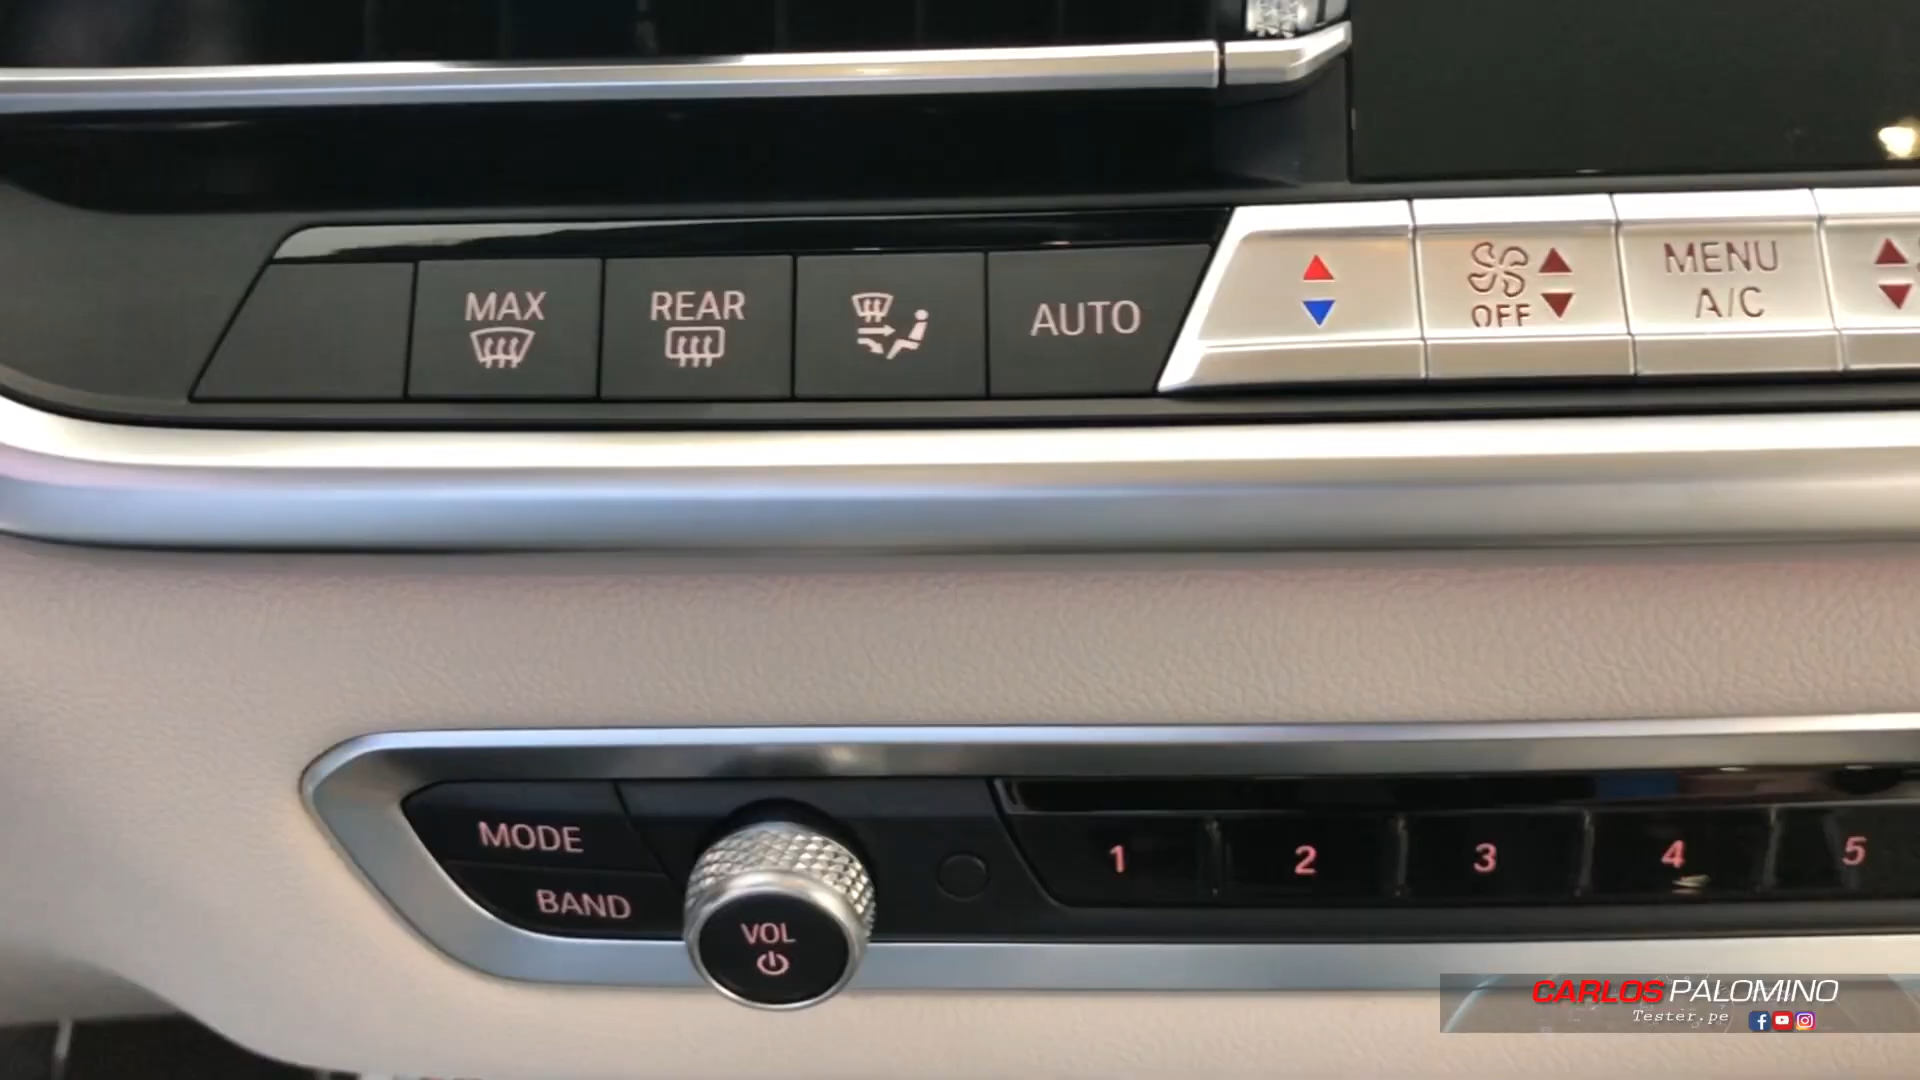 MAX
REAR
AUTO
OFF
MENU
A/C
MODE
BAND
VOL
1 2 3 4 5
CARLOS PALOMINO
Tester.pe